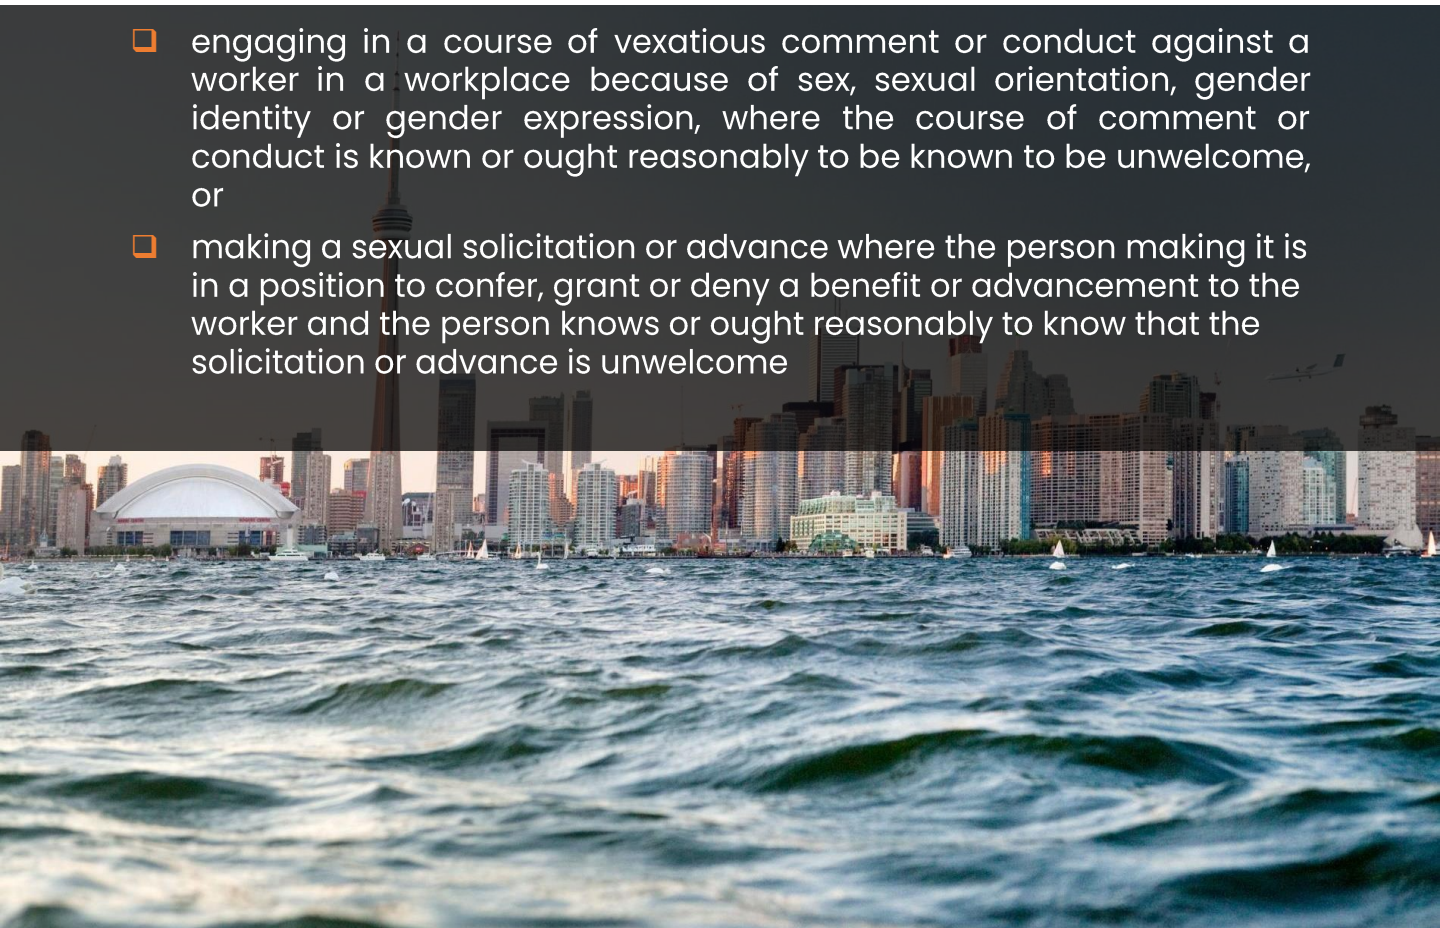 engaging in a course of vexatious comment or conduct against a
worker in a workplace because of sex, sexual orientation, gender
identity or gender expression, where the course of comment or
conduct is known or ought reasonably to be known to be unwelcome,
or
making a sexual solicitation or advance where the person making it is
in a position to confer, grant or deny a benefit or advancement to the
worker and the person knows or ought reasonably to know that the
solicitation or advance is unwelcome